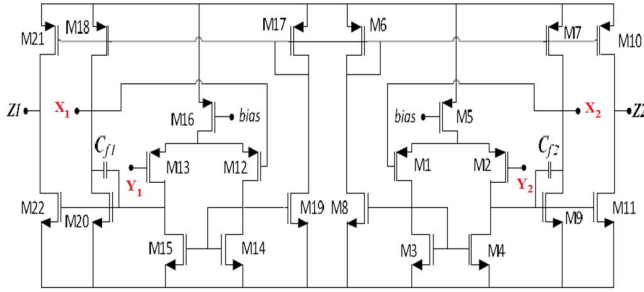 M21 M18 M17 M6 M7 M10
Z1 X1 M16 bias bias M5 X2 Z2
Cf1 M13 M12 M1 M2 Cf2
Y1 Y2
M22 M20 M19 M8 M9 M11
M15 M14 M3 M4